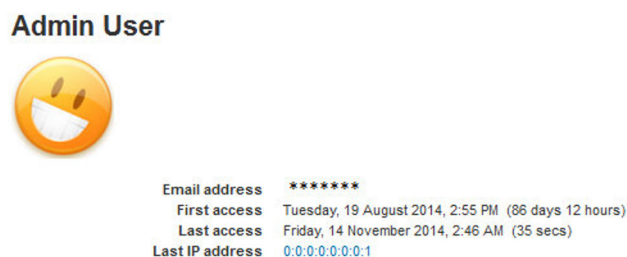 Admin User
Email address *******
First access Tuesday, 19 August 2014, 2:55 PM (86 days 12 hours)
Last access Friday, 14 November 2014, 2:46 AM (35 secs)
Last IP address 0:0:0:0:0:0:0:1